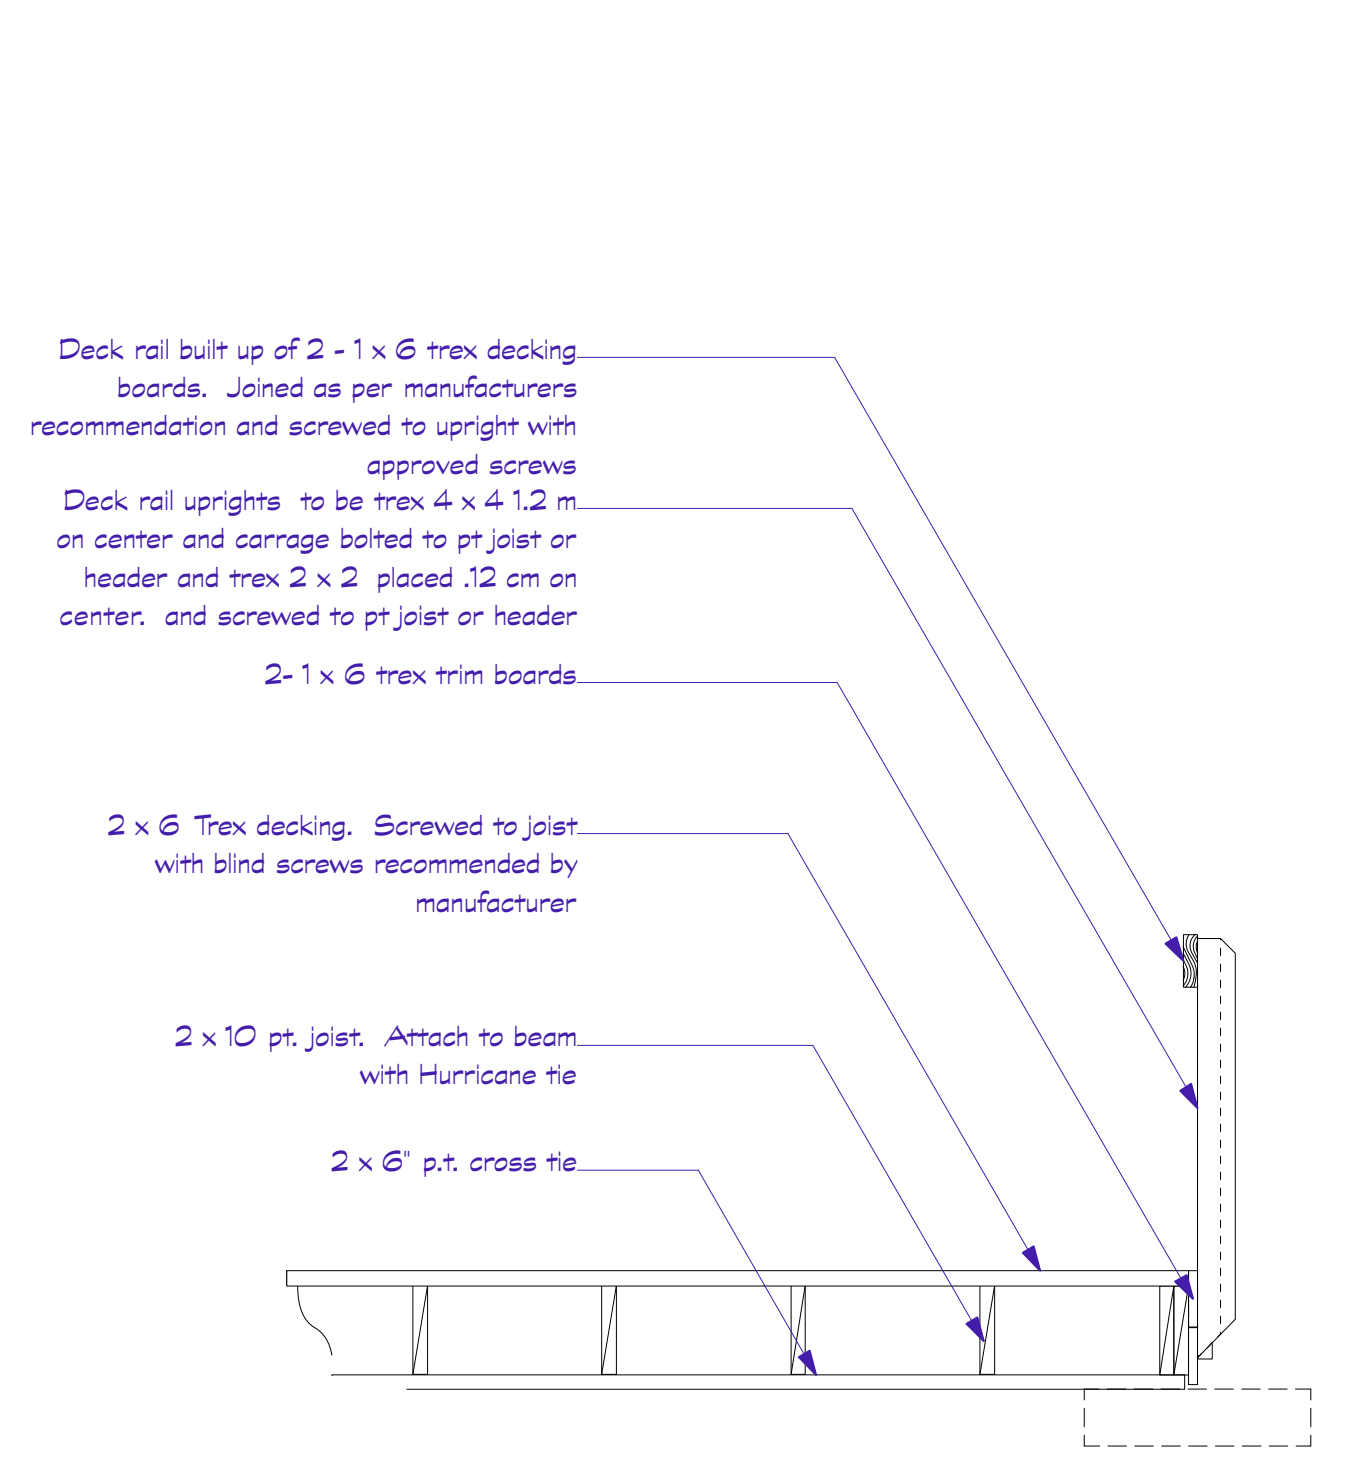 Deck rail built up of 2 - 1 x 6 trex decking
boards. Joined as per manufacturers
recommendation and screwed to upright with
approved screws
Deck rail uprights to be trex 4 x 4 1.2 m
on center and carrage bolted to pt joist or
header and trex 2 x 2 placed .12 cm on
center. and screwed to pt joist or header
2- 1 x 6 trex trim boards
2 x 6 Trex decking. Screwed to joist
with blind screws recommended by
manufacturer
2 x 10 pt. joist. Attach to beam
with Hurricane tie
2 x 6" p.t. cross tie